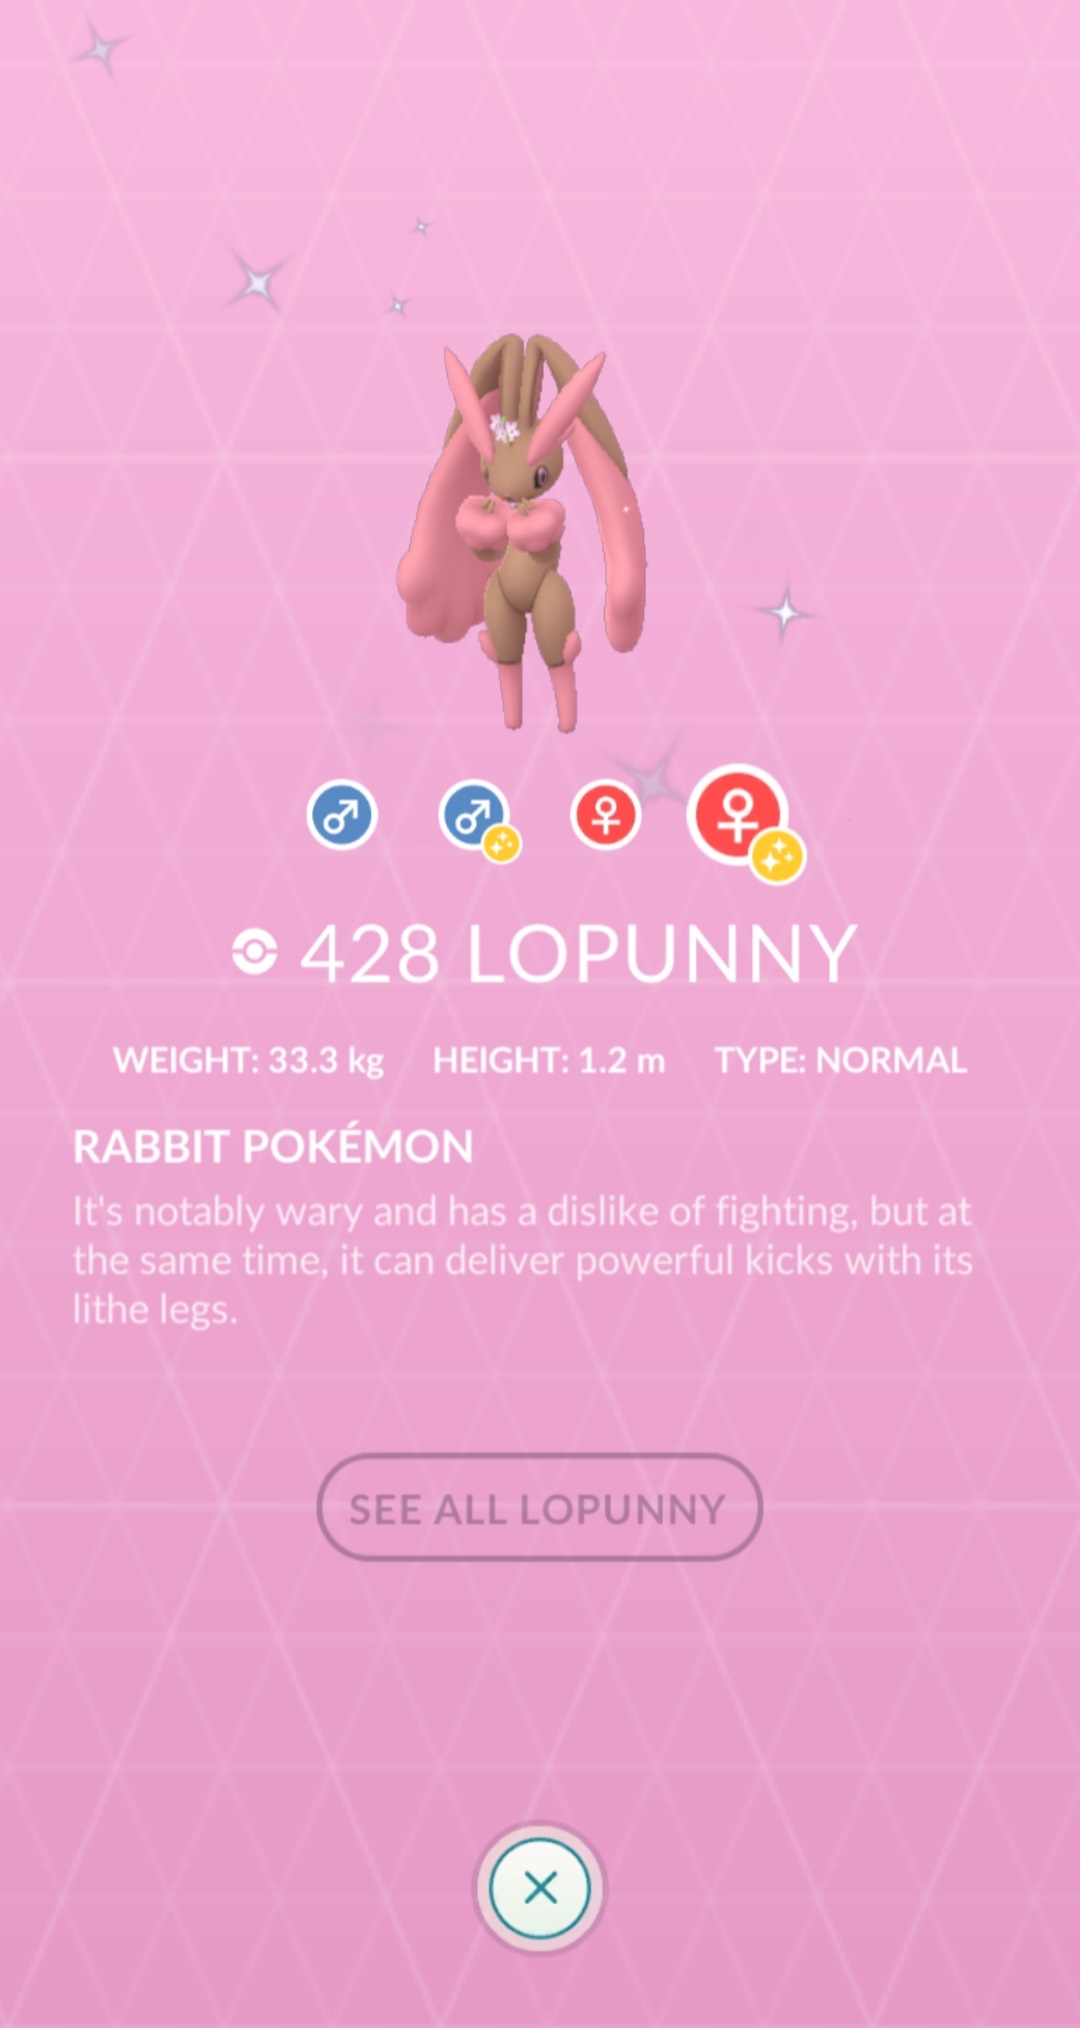 428 LOPUNNY
WEIGHT: 33.3 kg HEIGHT: 1.2 m TYPE: NORMAL
RABBIT POKÉMON
It's notably wary and has a dislike of fighting, but at
the same time, it can deliver powerful kicks with its
lithe legs.
SEE ALL LOPUNNY